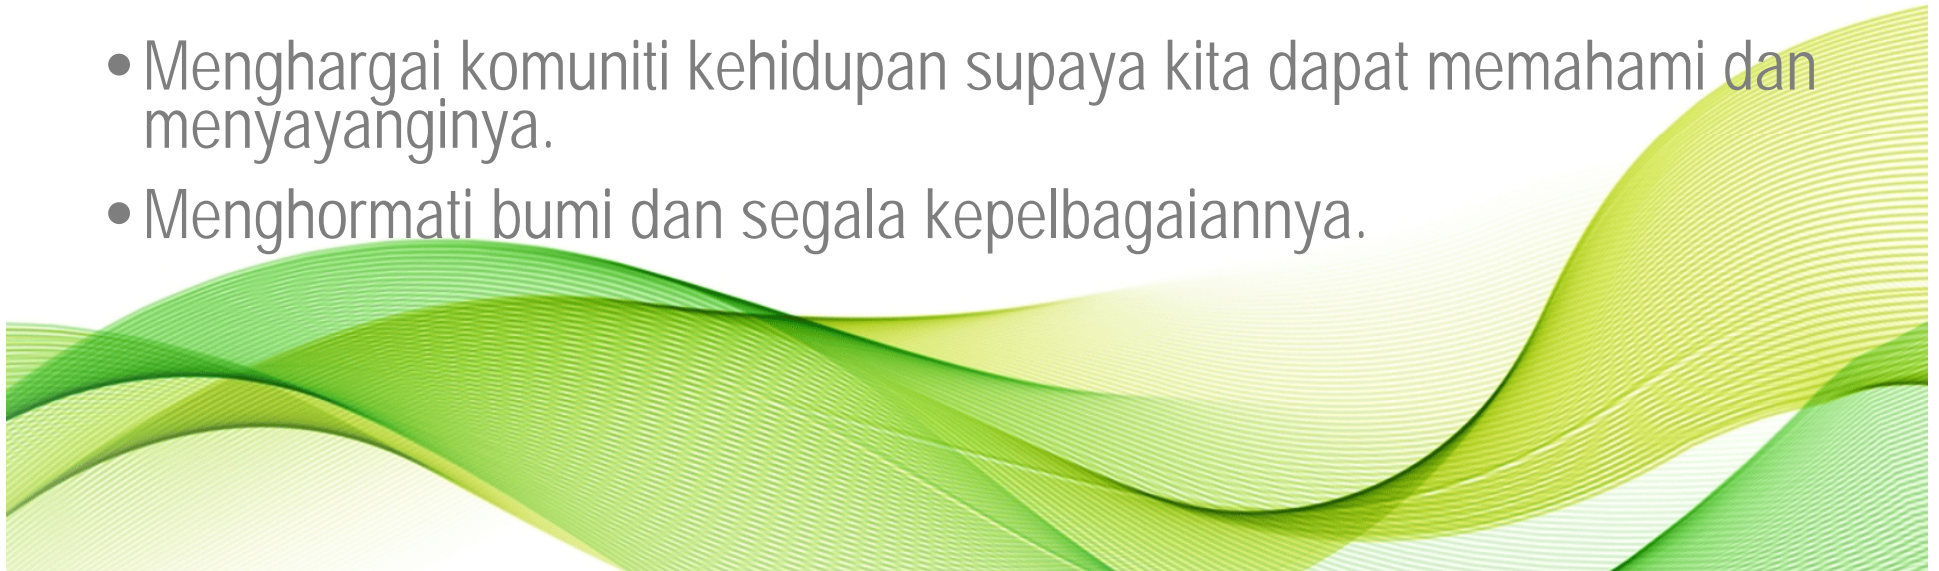 • Menghargai komuniti kehidupan supaya kita dapat memahami dan
menyayanginya.
• Menghormati bumi dan segala kepelbagaiannya.